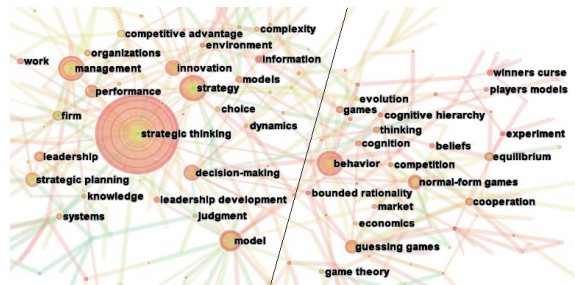 competitive advantage
complexity
organizations
environment
work
management
innovation
information
models
strategy
performance
choice
firm
dynamics
strategic thinking
leadership
decision-making
strategic planning
knowledge
leadership development
systems
judgment
model
winners curse
players models
evolution
games
cognitive hierarchy
thinking
experiment
cognition
beliefs
equilibrium
behavior
competition
normal-form games
bounded rationality
cooperation
market
economics
guessing games
game theory